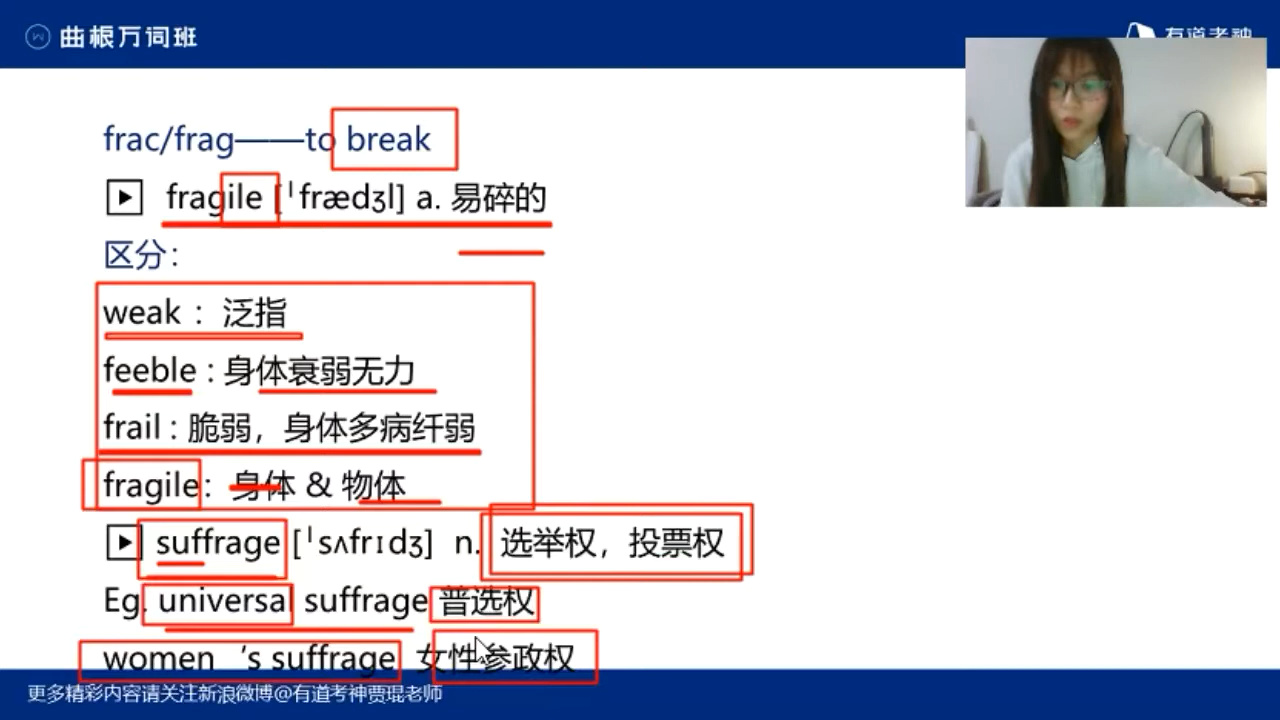 曲根万词班
有道考神
frac/frag——to break
fragile [ˈfrædʒl] a. 易碎的
区分：
weak ：泛指
feeble : 身体衰弱无力
frail : 脆弱，身体多病纤弱
fragile：身体 & 物体
suffrage [ˈsʌfrɪdʒ] n. 选举权，投票权
Eg. universal suffrage 普选权
women ‘s suffrage 女性参政权
更多精彩内容请关注新浪微博@有道考神贾琨老师